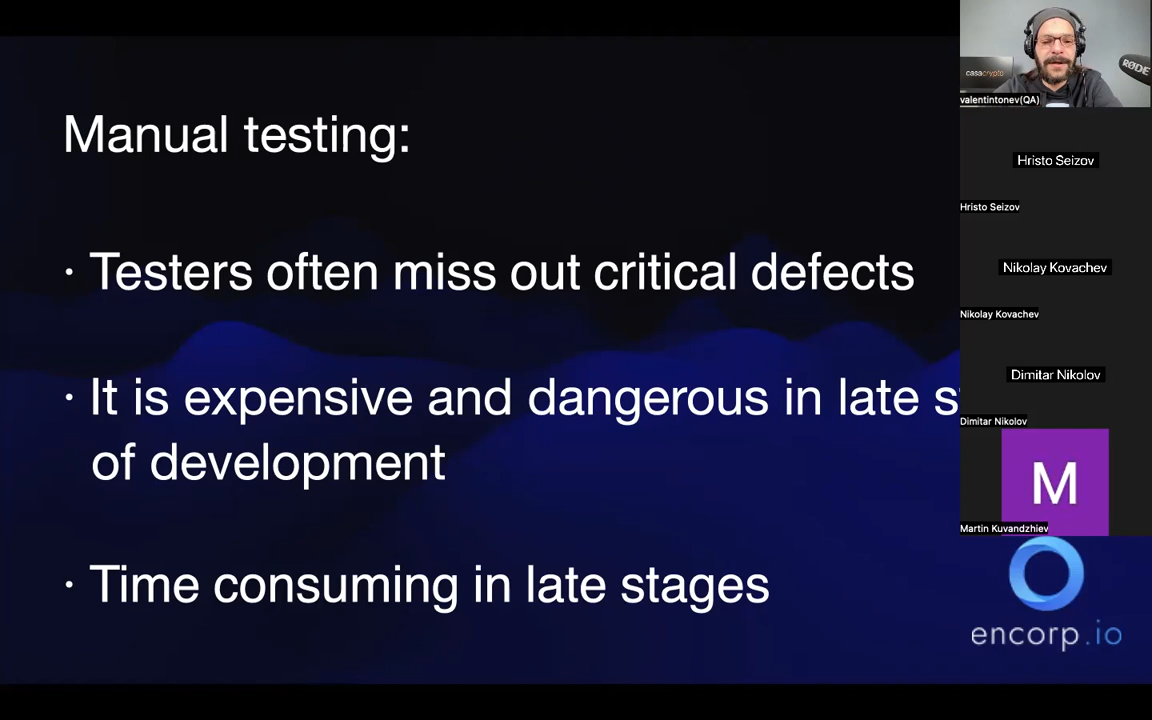 Manual testing:
· Testers often miss out critical defects
· It is expensive and dangerous in late
of development
· Time consuming in late stages
casacrypto
RØDE
valentintonev(QA)
Hristo Seizov
Hristo Seizov
Nikolay Kovachev
Nikolay Kovachev
Dimitar Nikolov
Dimitar Nikolov
M
Martin Kuvandzhiev
encorp.io